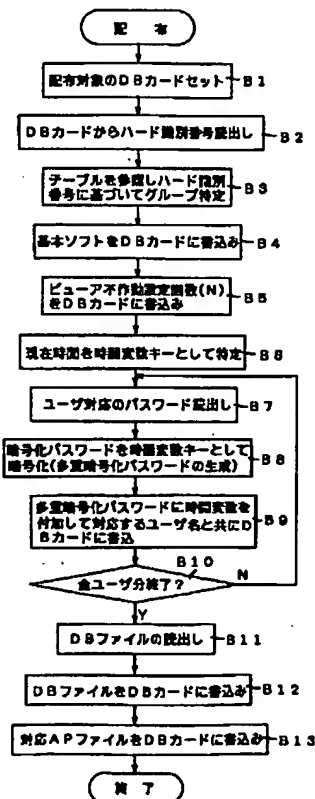 配布
配布対象のDBカードセット B1
DBカードからハード識別番号読出し B2
テーブルを参照しハード識別
番号に基づいてグループ特定 B3
基本ソフトをDBカードに書込み B4
ビューア不作動設定回数(N)
をDBカードに書込み B5
現在時間を時間変数キーとして特定 B6
ユーザ対応のパスワード読出し B7
暗号化パスワードを時間変数キーとして
暗号化(多重暗号化パスワードの生成) B8
多重暗号化パスワードに時間変数を
付加して対応するユーザ名と共にD
Bカードに書込 B9
全ユーザ分終了? B10
N
Y
DBファイルの読出し B11
DBファイルをDBカードに書込み B12
対応APファイルをDBカードに書込み B13
終了